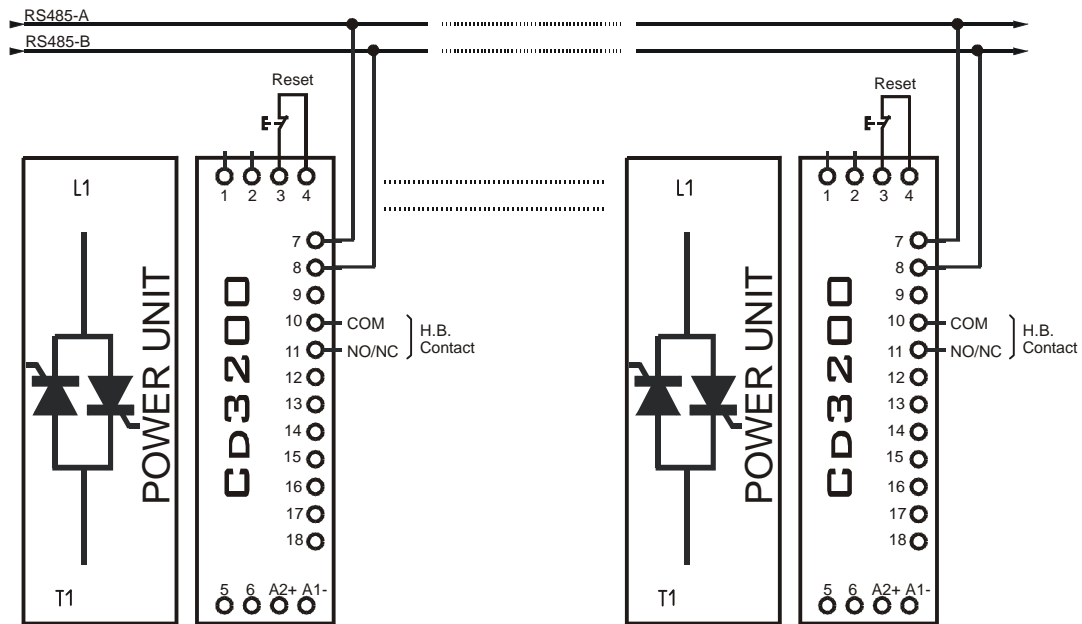 RS485-A
RS485-B
Reset
L1
POWER UNIT
T1
CD3200
1 2 3 4
7
8
9
10 COM
11 NO/NC
H.B.
Contact
12
13
14
15
16
17
18
5 6 A2+ A1-
Reset
L1
POWER UNIT
T1
CD3200
1 2 3 4
7
8
9
10 COM
11 NO/NC
H.B.
Contact
12
13
14
15
16
17
18
5 6 A2+ A1-